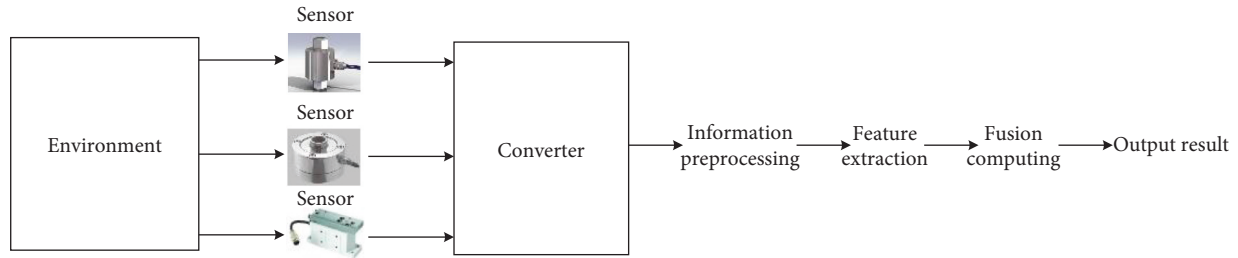 Sensor
Environment
Sensor
Sensor
Converter
Information
preprocessing
Feature
extraction
Fusion
computing
Output result